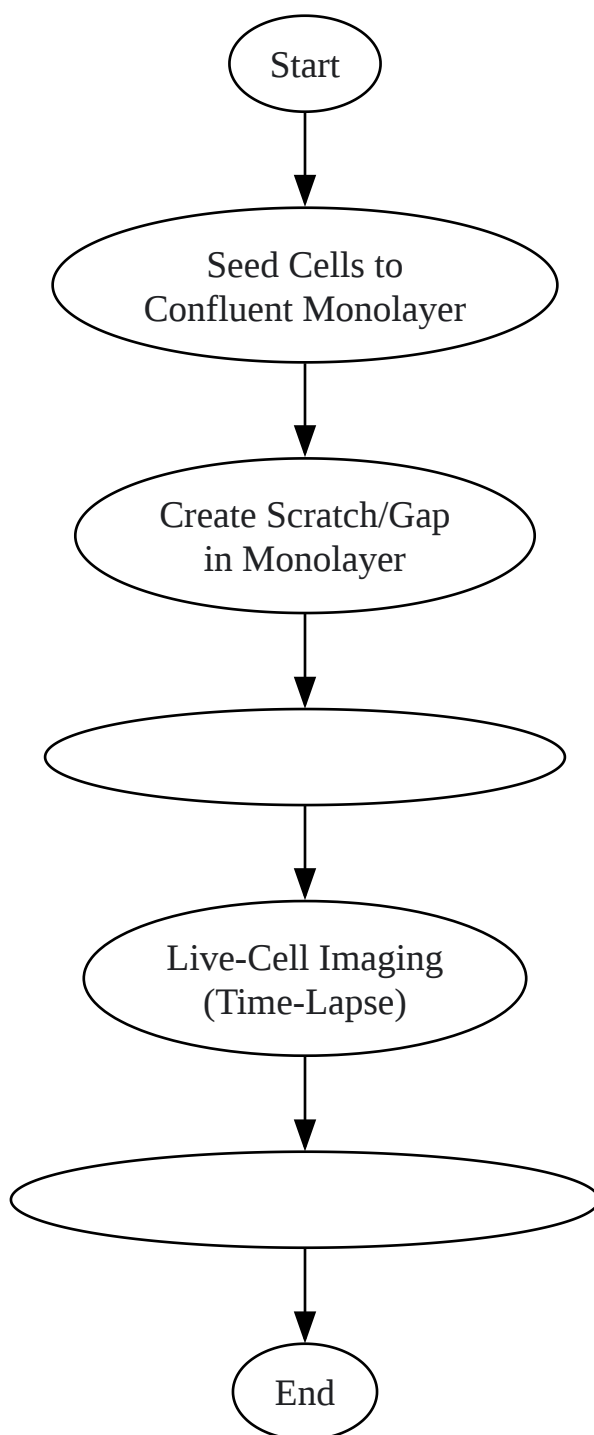 Start
Seed Cells to
Confluent Monolayer
Create Scratch/Gap
in Monolayer
Live-Cell Imaging
(Time-Lapse)
End